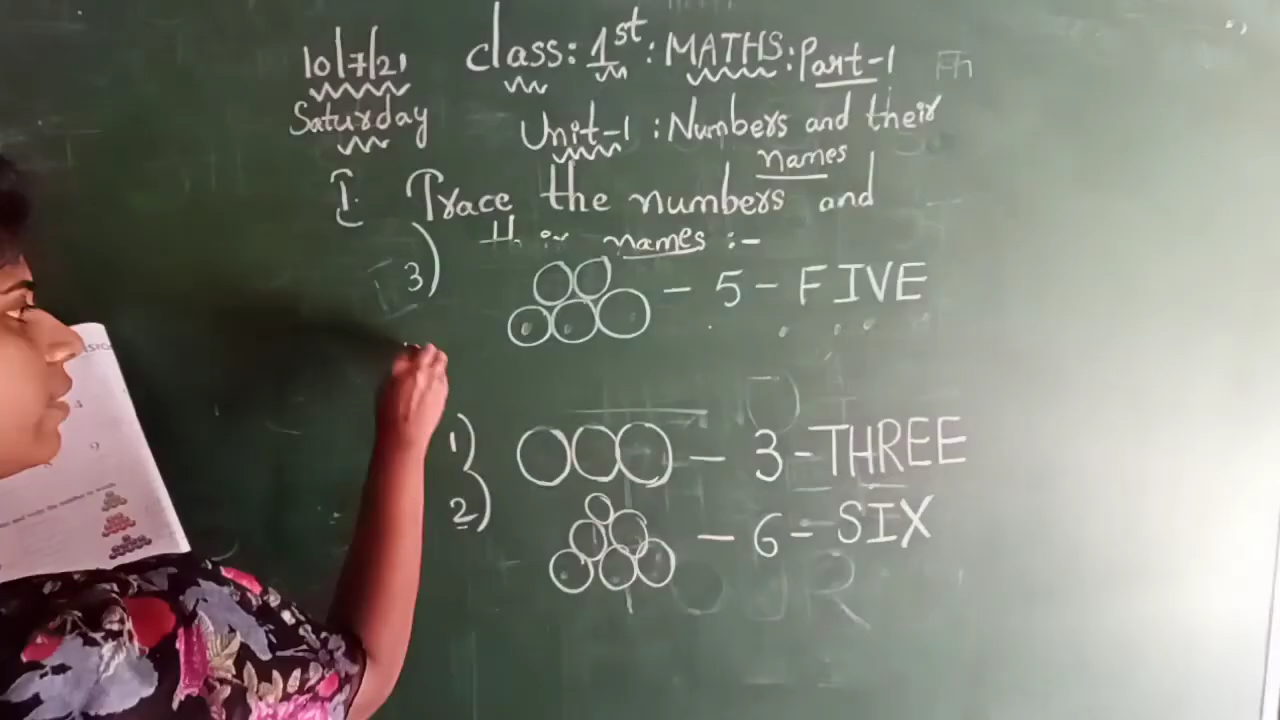 10/7/21 class: 1st: MATHS: Part-1
Saturday Unit-1 : Numbers and their
names
I. Trace the numbers and
names :-
3) - 5 - FIVE
1) - 3 - THREE
2) - 6 - SIX